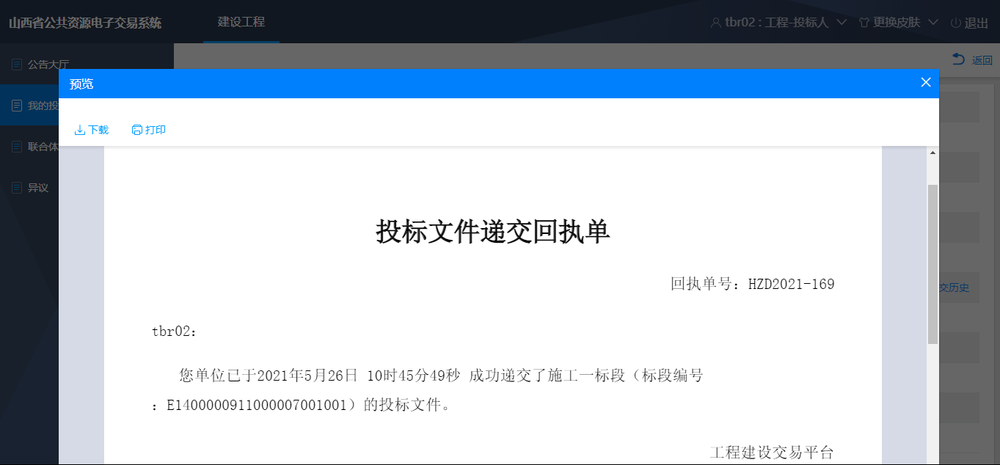 山西省公共资源电子交易系统
建设工程
tbr02 : 工程-投标人
更换皮肤
退出
公告大厅
返回
预览
我的投
下载
打印
联合体
异议
投标文件递交回执单
回执单号：HZD2021-169
交历史
tbr02：
您单位已于2021年5月26日 10时45分49秒 成功递交了施工一标段（标段编号
：E1400000911000007001001）的投标文件。
工程建设交易平台